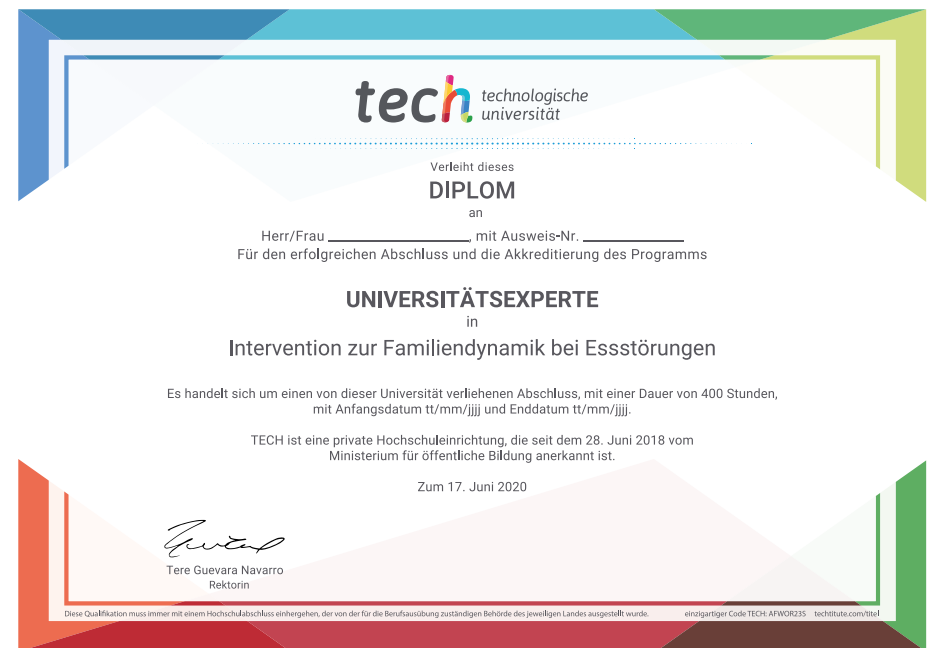 tech technologische
universität
Verleiht dieses
DIPLOM
an
Herr/Frau ____________________, mit Ausweis-Nr. ______________
Für den erfolgreichen Abschluss und die Akkreditierung des Programms
UNIVERSITÄTSEXPERTE
in
Intervention zur Familiendynamik bei Essstörungen
Es handelt sich um einen von dieser Universität verliehenen Abschluss, mit einer Dauer von 400 Stunden,
mit Anfangsdatum tt/mm/jjjj und Enddatum tt/mm/jjjj.
TECH ist eine private Hochschuleinrichtung, die seit dem 28. Juni 2018 vom
Ministerium für öffentliche Bildung anerkannt ist.
Zum 17. Juni 2020
Tere Guevara Navarro
Rektorin
Diese Qualifikation muss immer mit einem Hochschulabschluss einhergehen, der von der für die Berufsausübung zuständigen Behörde des jeweiligen Landes ausgestellt wurde. einzigartiger Code TECH: AFWOR23S techtitute.com/titel